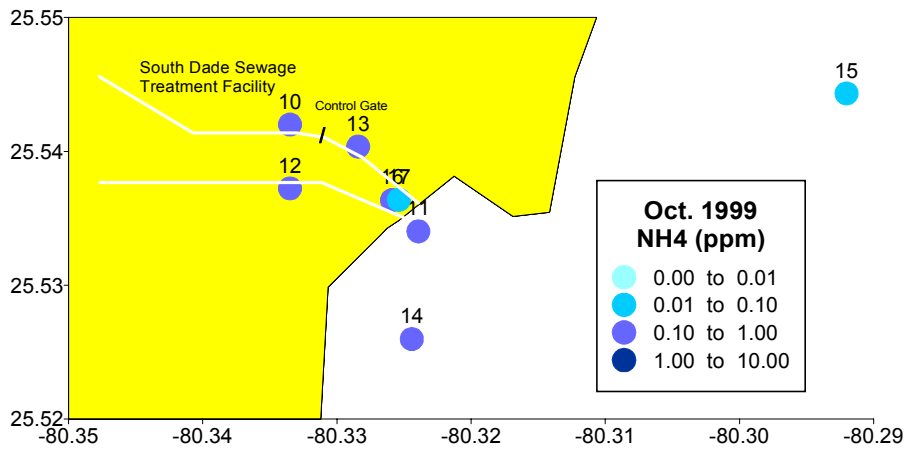 25.55
25.54
25.53
25.52
-80.35
-80.34
-80.33
-80.32
-80.31
-80.30
-80.29
South Dade Sewage
Treatment Facility
Control Gate
10
13
12
16
17
11
14
15
Oct. 1999
NH4 (ppm)
0.00 to 0.01
0.01 to 0.10
0.10 to 1.00
1.00 to 10.00